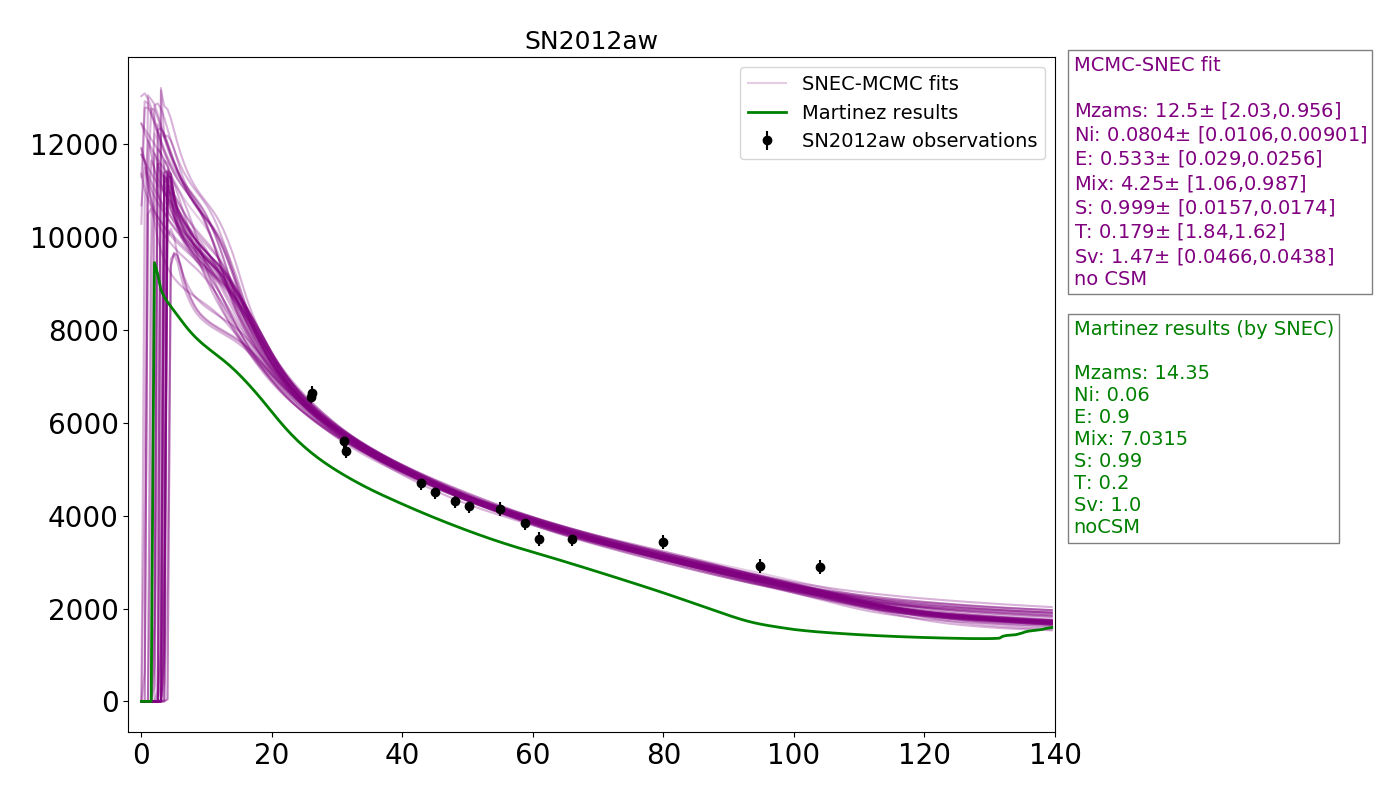 SN2012aw
SNEC-MCMC fits
Martinez results
SN2012aw observations
12000
10000
8000
6000
4000
2000
0
0 20 40 60 80 100 120 140
MCMC-SNEC fit
Mzams: 12.5± [2.03,0.956]
Ni: 0.0804± [0.0106,0.00901]
E: 0.533± [0.029,0.0256]
Mix: 4.25± [1.06,0.987]
S: 0.999± [0.0157,0.0174]
T: 0.179± [1.84,1.62]
Sv: 1.47± [0.0466,0.0438]
no CSM
Martinez results (by SNEC)
Mzams: 14.35
Ni: 0.06
E: 0.9
Mix: 7.0315
S: 0.99
T: 0.2
Sv: 1.0
noCSM